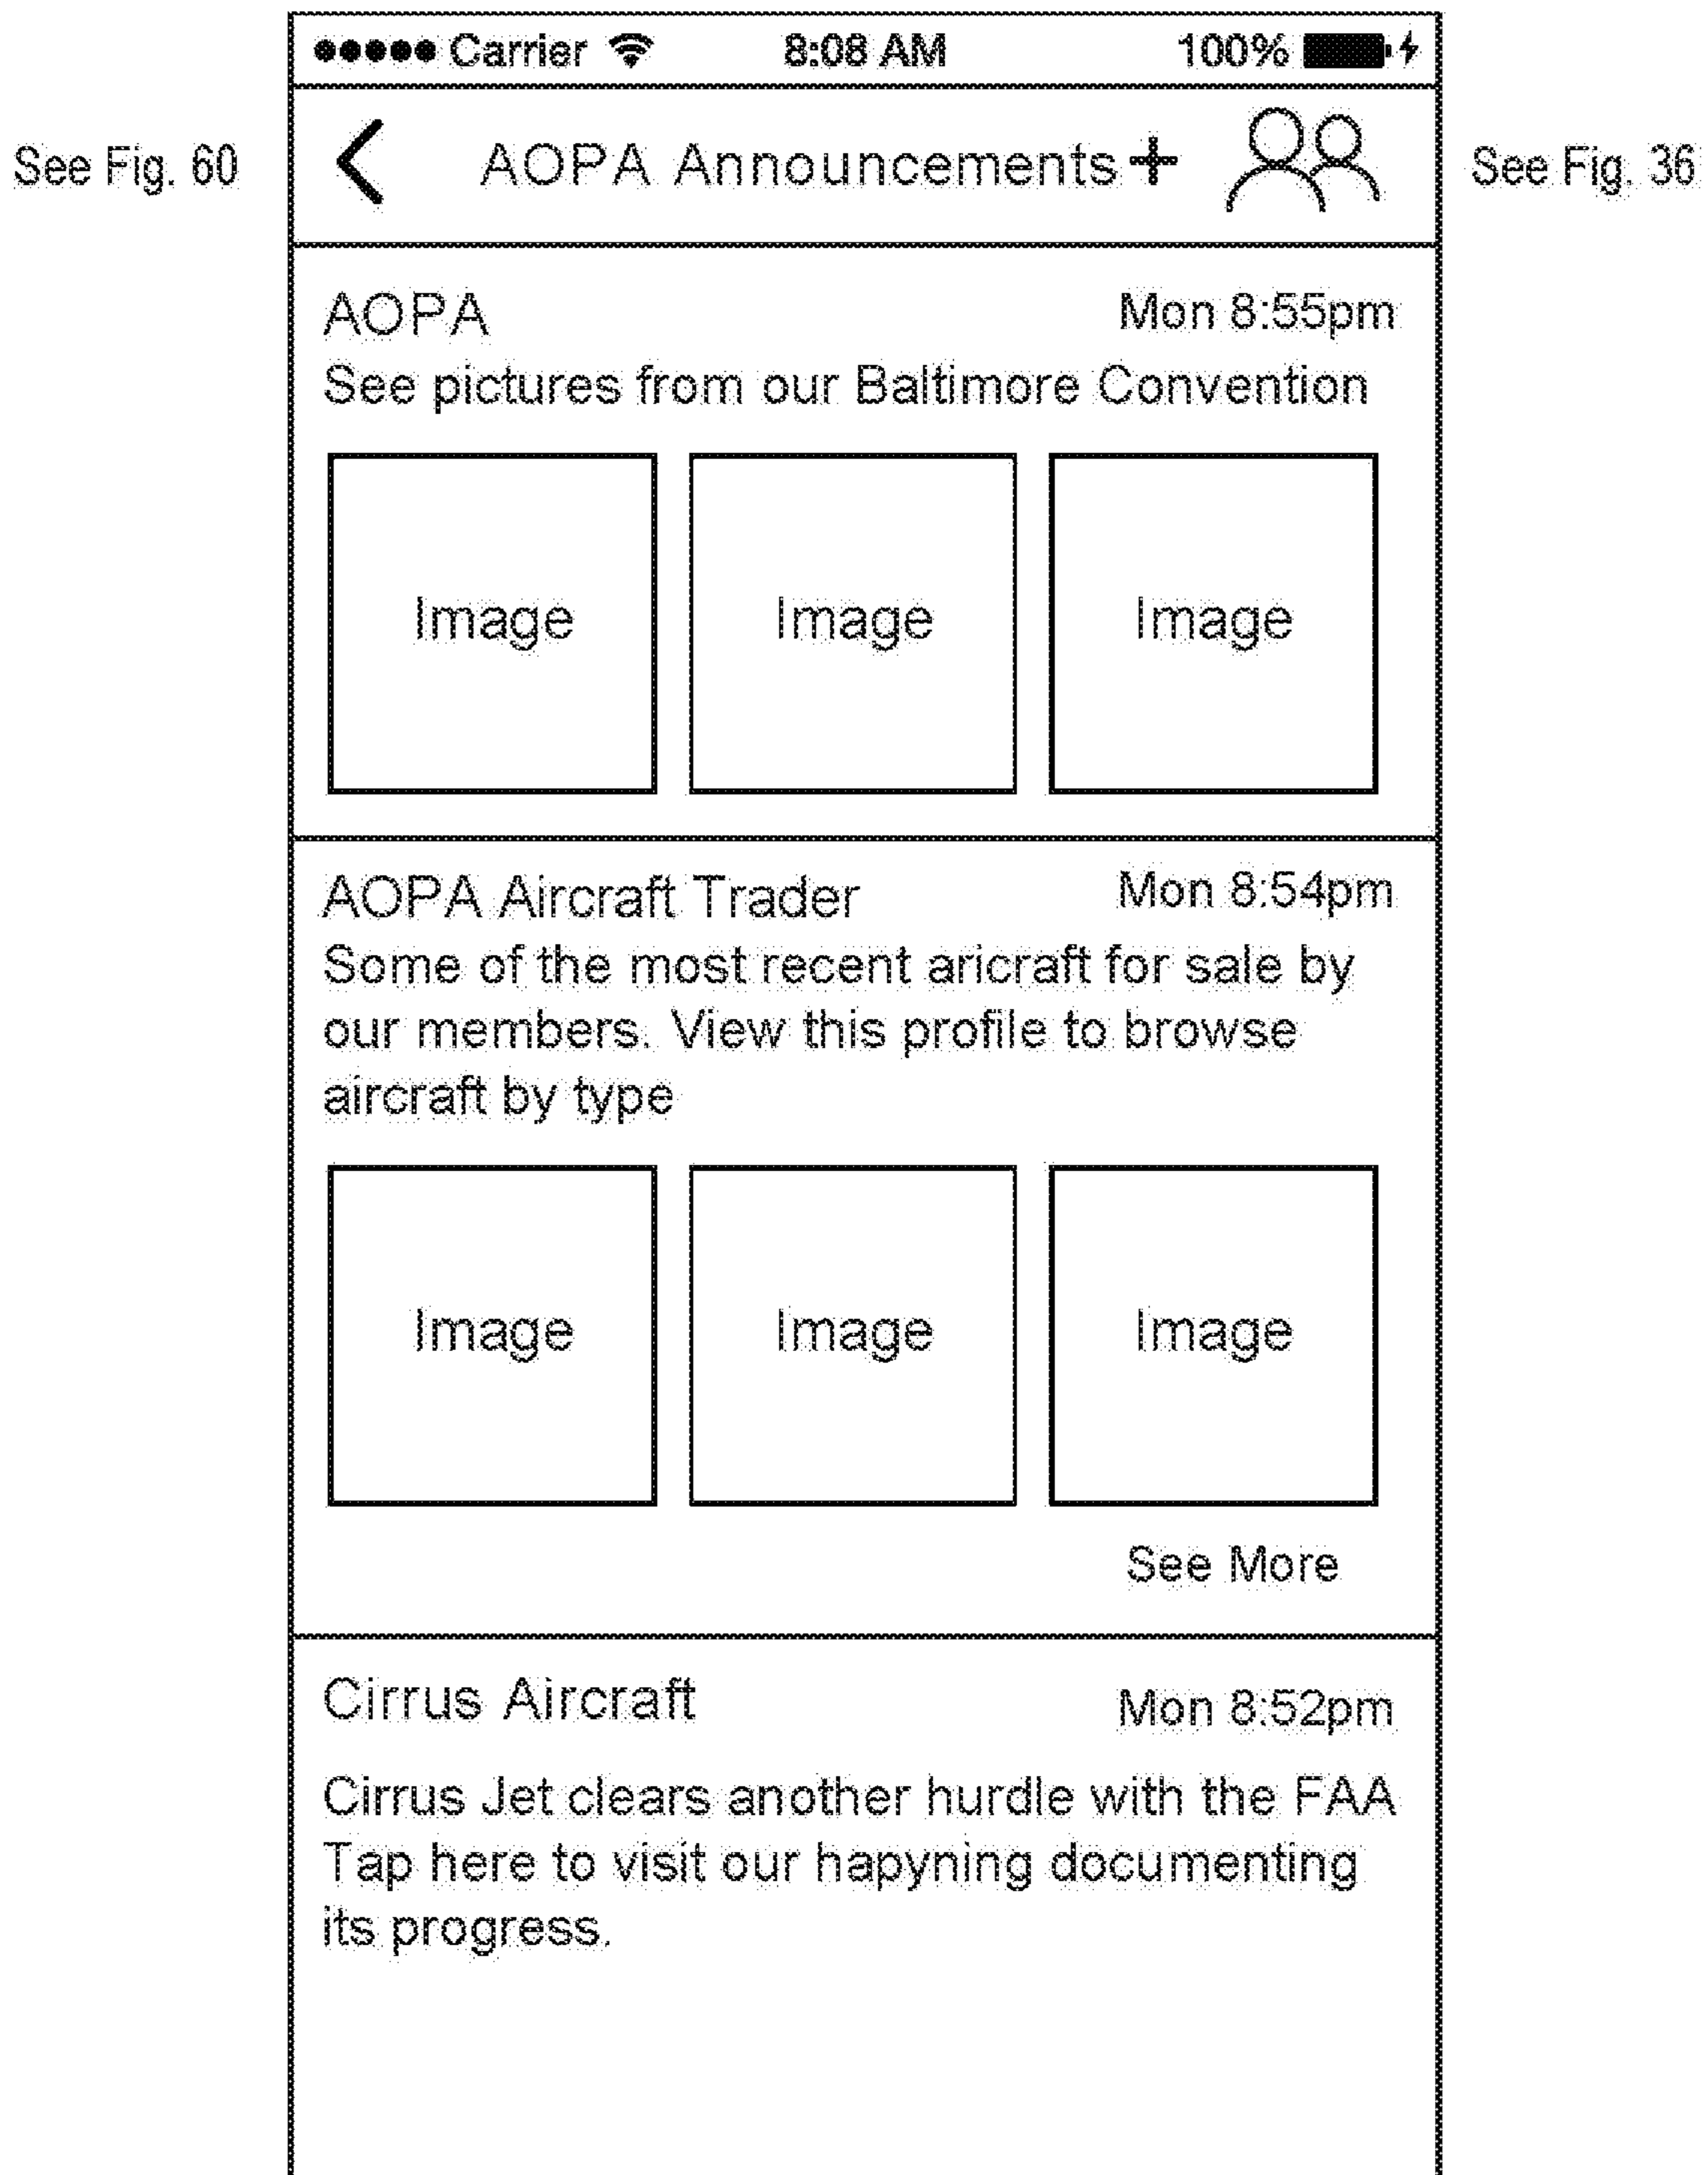 ●●●●● Carrier 8:08 AM 100%
See Fig. 60 < AOPA Announcements + See Fig. 36
AOPA Mon 8:55pm
See pictures from our Baltimore Convention
Image Image Image
AOPA Aircraft Trader Mon 8:54pm
Some of the most recent aricraft for sale by
our members. View this profile to browse
aircraft by type
Image Image Image
See More
Cirrus Aircraft Mon 8:52pm
Cirrus Jet clears another hurdle with the FAA
Tap here to visit our hapyning documenting
its progress.